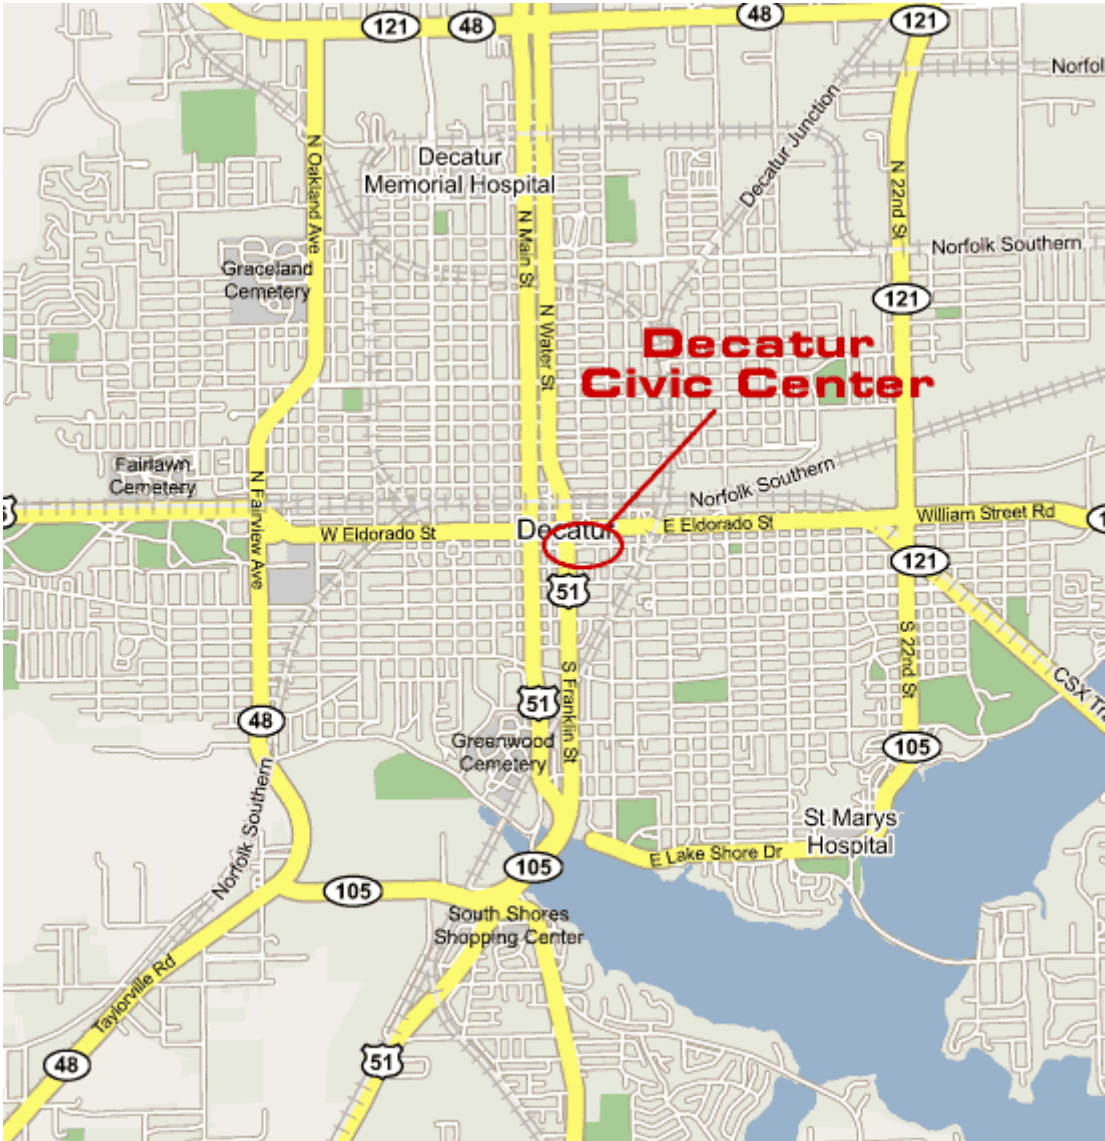 121
48
48
121
Norfol
Decatur Junction
Decatur
Memorial Hospital
N Oakland Ave
N Main St
N 22nd St
Norfolk Southern
Graceland
Cemetery
121
N Water St
Decatur
Civic Center
Fairlawn
Cemetery
N Fairview Ave
Norfolk Southern
W Eldorado St
Decatur
E Eldorado St
William Street Rd
121
51
S 22nd St
S Franklin St
CSX Tra
51
48
Greenwood
Cemetery
105
Norfolk Southern
St Marys
Hospital
E Lake Shore Dr
105
105
South Shores
Shopping Center
Taylorville Rd
51
48